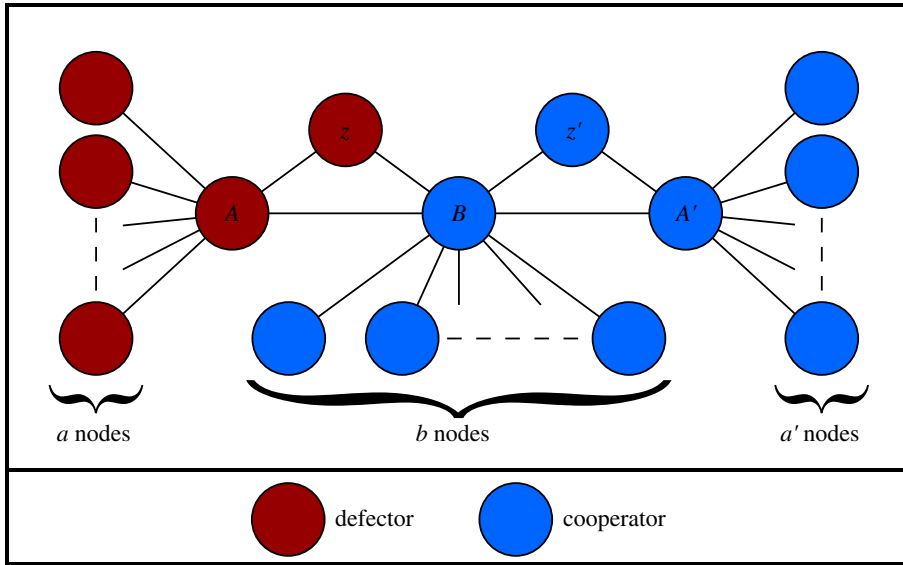 z z′
A B A′
a nodes b nodes a′ nodes
defector cooperator